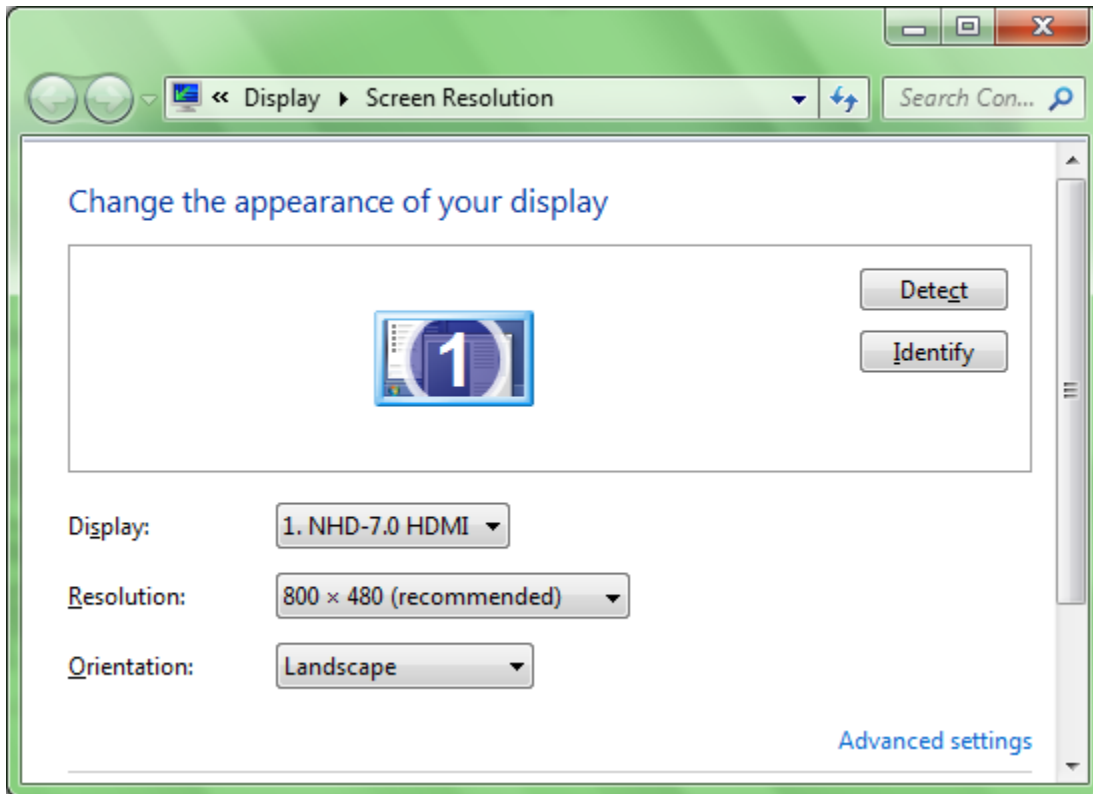 « Display ▸ Screen Resolution
Search Con...
Change the appearance of your display
1
Detect
Identify
Display: 1. NHD-7.0 HDMI
Resolution: 800 × 480 (recommended)
Orientation: Landscape
Advanced settings